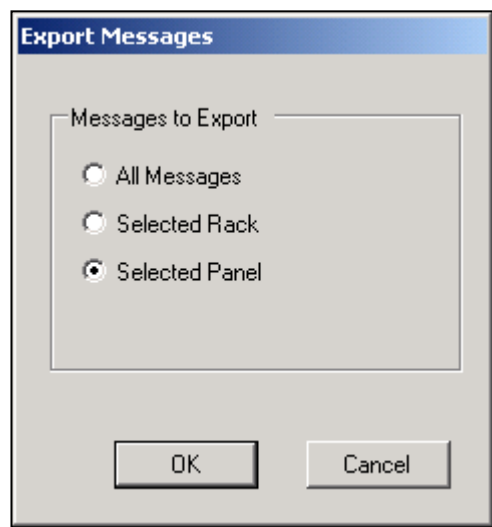 Export Messages
Messages to Export
All Messages
Selected Rack
Selected Panel
OK
Cancel